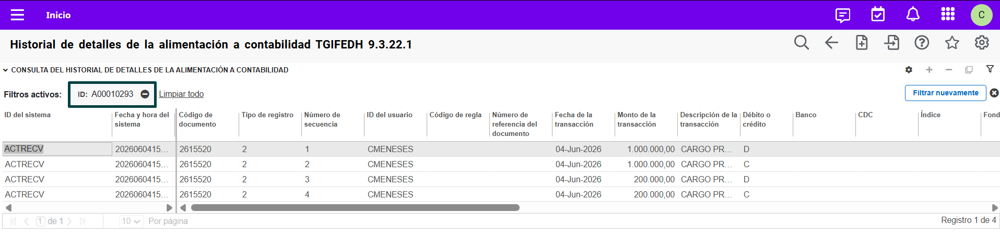 Inicio
C
Historial de detalles de la alimentación a contabilidad TGIFEDH 9.3.22.1
CONSULTA DEL HISTORIAL DE DETALLES DE LA ALIMENTACIÓN A CONTABILIDAD
Filtros activos: ID: A00010293 Limpiar todo Filtrar nuevamente
ID del sistema Fecha y hora del sistema Código de documento Tipo de registro Número de secuencia ID del usuario Código de regla Número de referencia del documento Fecha de la transacción Monto de la transacción Descripción de la transacción Débito o crédito Banco CDC Índice Fond
ACTRECV 2026060415... 2615520 2 1 CMENESES 04-Jun-2026 1.000.000,00 CARGO PR... D
ACTRECV 2026060415... 2615520 2 2 CMENESES 04-Jun-2026 1.000.000,00 CARGO PR... C
ACTRECV 2026060415... 2615520 2 3 CMENESES 04-Jun-2026 200.000,00 CARGO PR... D
ACTRECV 2026060415... 2615520 2 4 CMENESES 04-Jun-2026 200.000,00 CARGO PR... C
1 de 1 10 Por página Registro 1 de 4